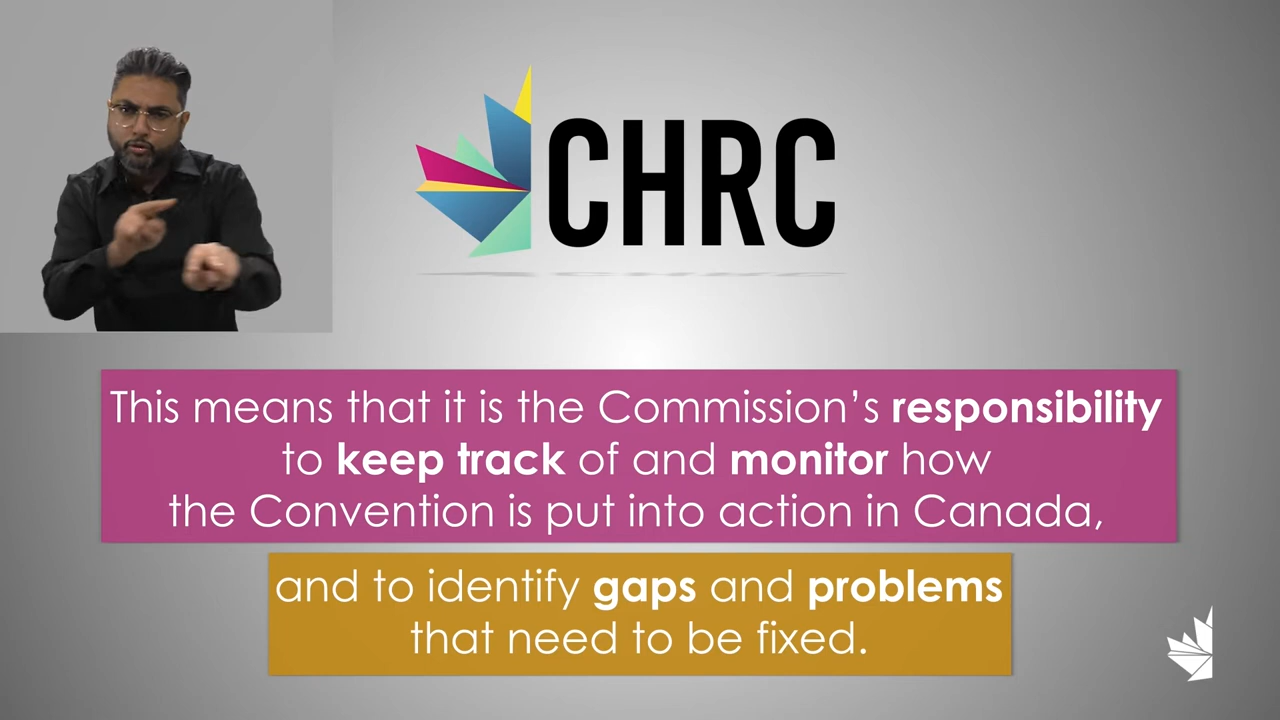 CHRC
This means that it is the Commission’s responsibility
to keep track of and monitor how
the Convention is put into action in Canada,
and to identify gaps and problems
that need to be fixed.